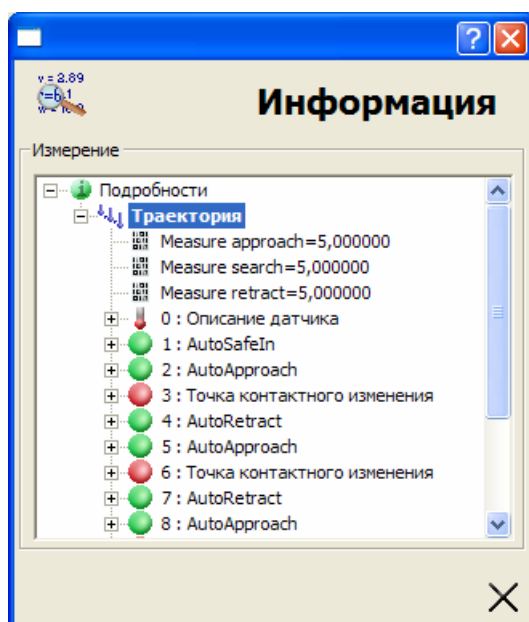 v = 2.89
Информация
Измерение
Подробности
Траектория
Measure approach=5,000000
Measure search=5,000000
Measure retract=5,000000
0 : Описание датчика
1 : AutoSafeIn
2 : AutoApproach
3 : Точка контактного изменения
4 : AutoRetract
5 : AutoApproach
6 : Точка контактного изменения
7 : AutoRetract
8 : AutoApproach